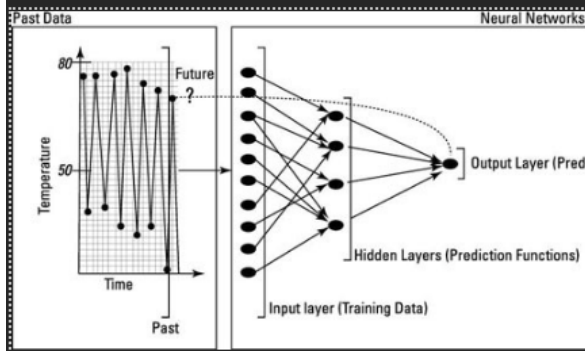 Past Data
Neural Networks
80
Future
?
Temperature
50
Time
Past
Output Layer (Pred
Hidden Layers (Prediction Functions)
Input layer (Training Data)